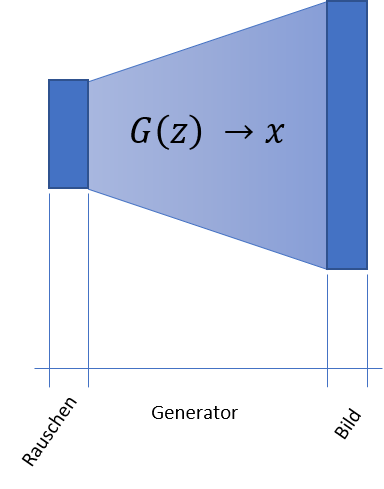 G(z) → x
Rauschen
Generator
Bild